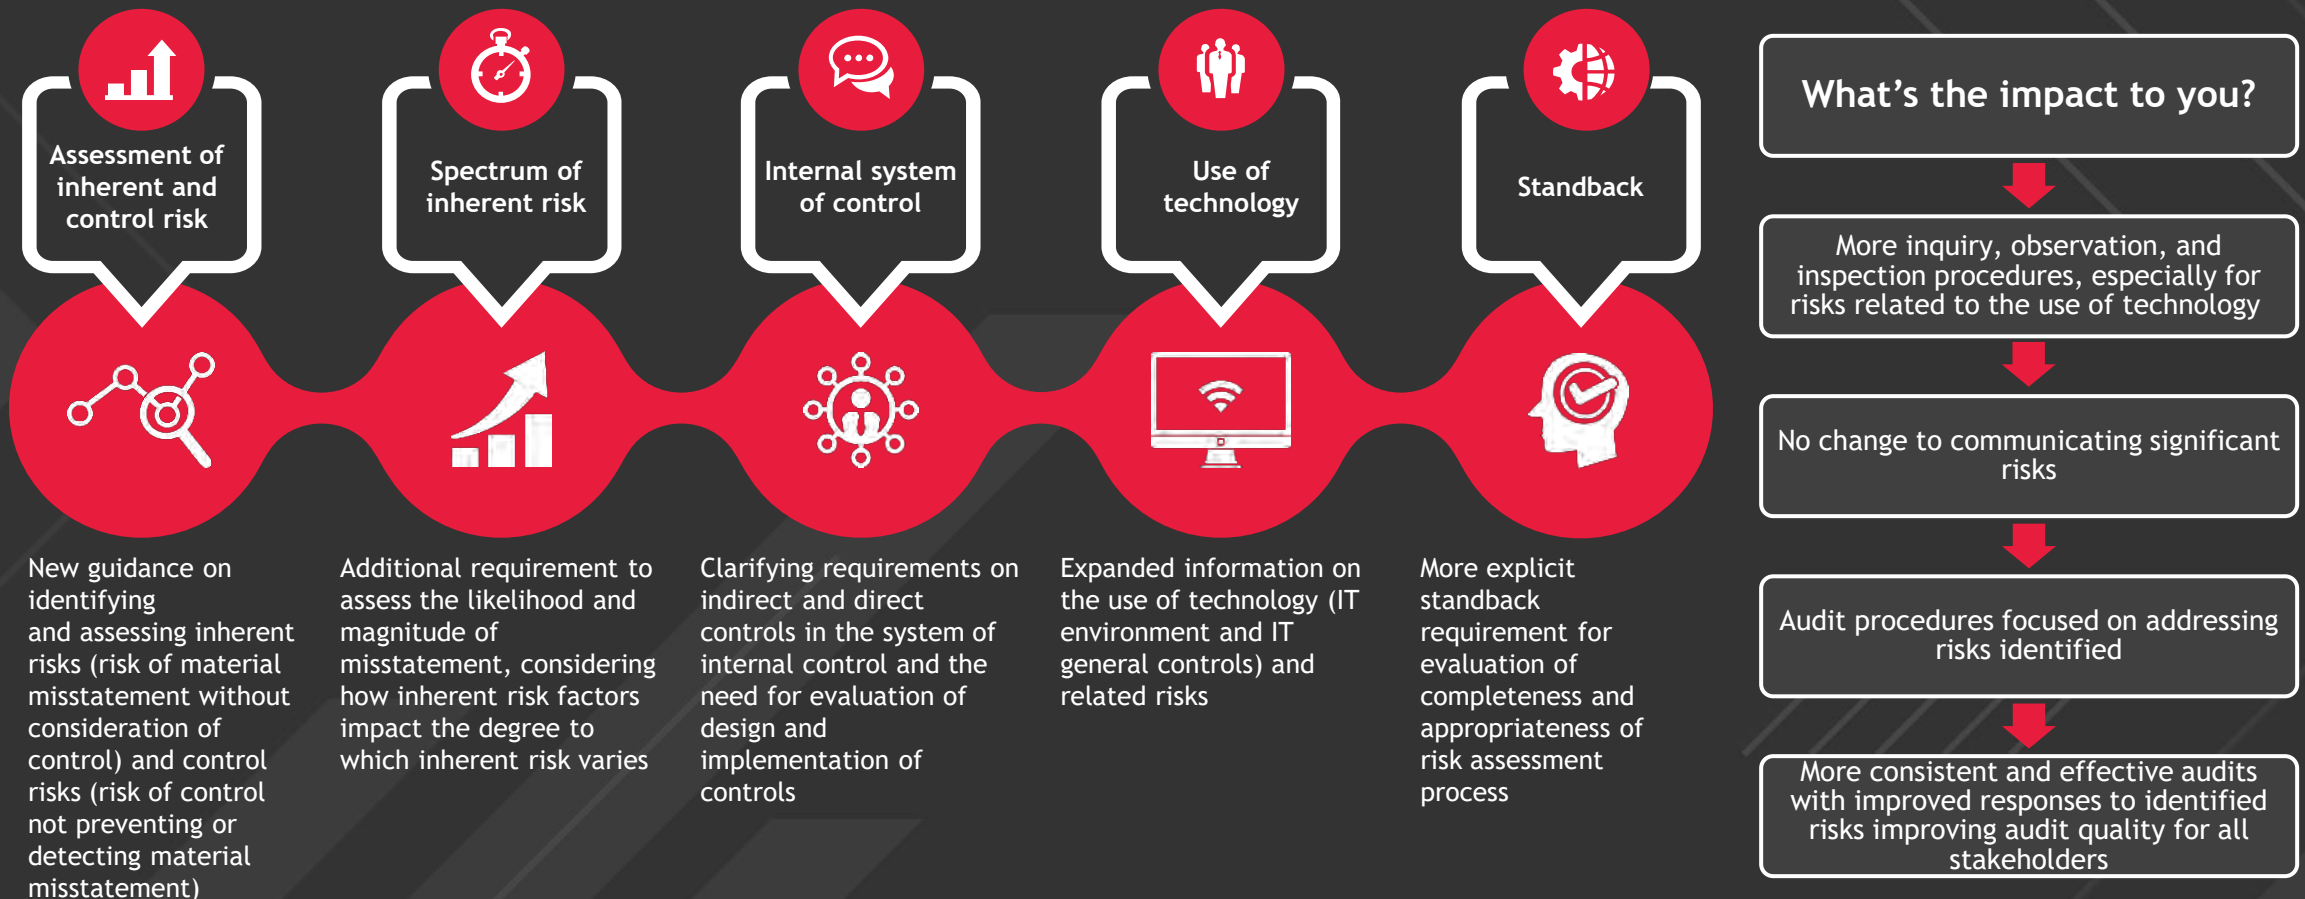 Assessment of
inherent and
control risk
New guidance on
identifying
and assessing inherent
risks (risk of material
misstatement without
consideration of
control) and control
risks (risk of control
not preventing or
detecting material
misstatement)
Spectrum of
inherent risk
Additional requirement to
assess the likelihood and
magnitude of
misstatement, considering
how inherent risk factors
impact the degree to
which inherent risk varies
Internal system
of control
Clarifying requirements on
indirect and direct
controls in the system of
internal control and the
need for evaluation of
design and
implementation of
controls
Use of
technology
Expanded information on
the use of technology (IT
environment and IT
general controls) and
related risks
Standback
More explicit
standback
requirement for
evaluation of
completeness and
appropriateness of
risk assessment
process
What’s the impact to you?
More inquiry, observation, and
inspection procedures, especially for
risks related to the use of technology
No change to communicating significant
risks
Audit procedures focused on addressing
risks identified
More consistent and effective audits
with improved responses to identified
risks improving audit quality for all
stakeholders